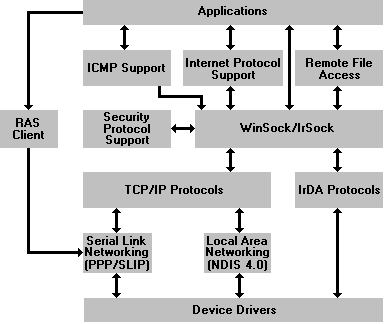 Applications
ICMP Support
Internet Protocol
Support
Remote File
Access
RAS
Client
Security
Protocol
Support
WinSock/IrSock
TCP/IP Protocols
IrDA Protocols
Serial Link
Networking
(PPP/SLIP)
Local Area
Networking
(NDIS 4.0)
Device Drivers